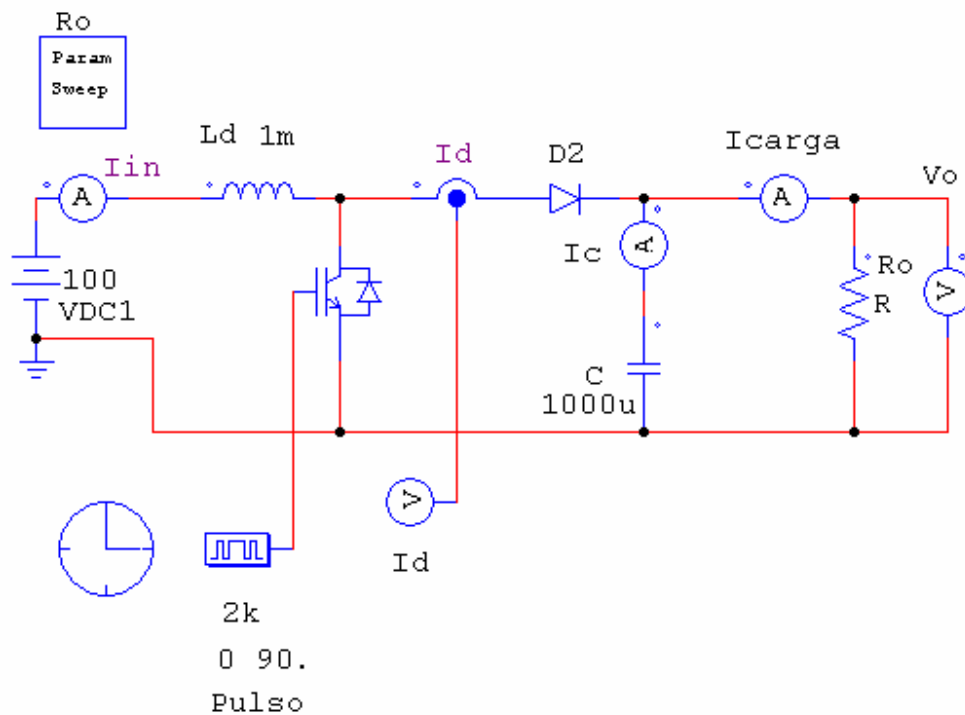 Ro
Param
Sweep
Ld 1m
Iin
Id
D2
Icarga
Vo
A
A
A
Ic
Ro
R
V
100
VDC1
C
1000u
V
Id
2k
0 90.
Pulso